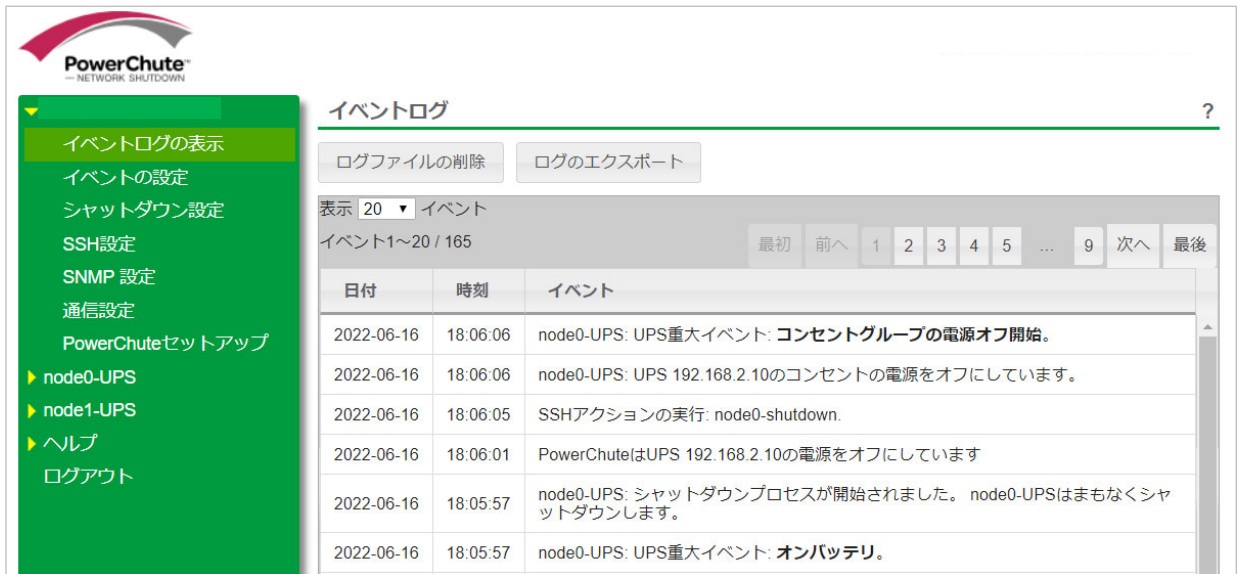 PowerChute™
— NETWORK SHUTDOWN
イベントログの表示
イベントの設定
シャットダウン設定
SSH設定
SNMP 設定
通信設定
PowerChuteセットアップ
node0-UPS
node1-UPS
ヘルプ
ログアウト
イベントログ ?
ログファイルの削除 ログのエクスポート
表示 20 ▼ イベント
イベント1～20 / 165 最初 前へ 1 2 3 4 5 ... 9 次へ 最後
日付 時刻 イベント
2022-06-16 18:06:06 node0-UPS: UPS重大イベント: コンセントグループの電源オフ開始。
2022-06-16 18:06:06 node0-UPS: UPS 192.168.2.10のコンセントの電源をオフにしています。
2022-06-16 18:06:05 SSHアクションの実行: node0-shutdown.
2022-06-16 18:06:01 PowerChuteはUPS 192.168.2.10の電源をオフにしています
2022-06-16 18:05:57 node0-UPS: シャットダウンプロセスが開始されました。 node0-UPSはまもなくシャ
ットダウンします。
2022-06-16 18:05:57 node0-UPS: UPS重大イベント: オンバッテリ。